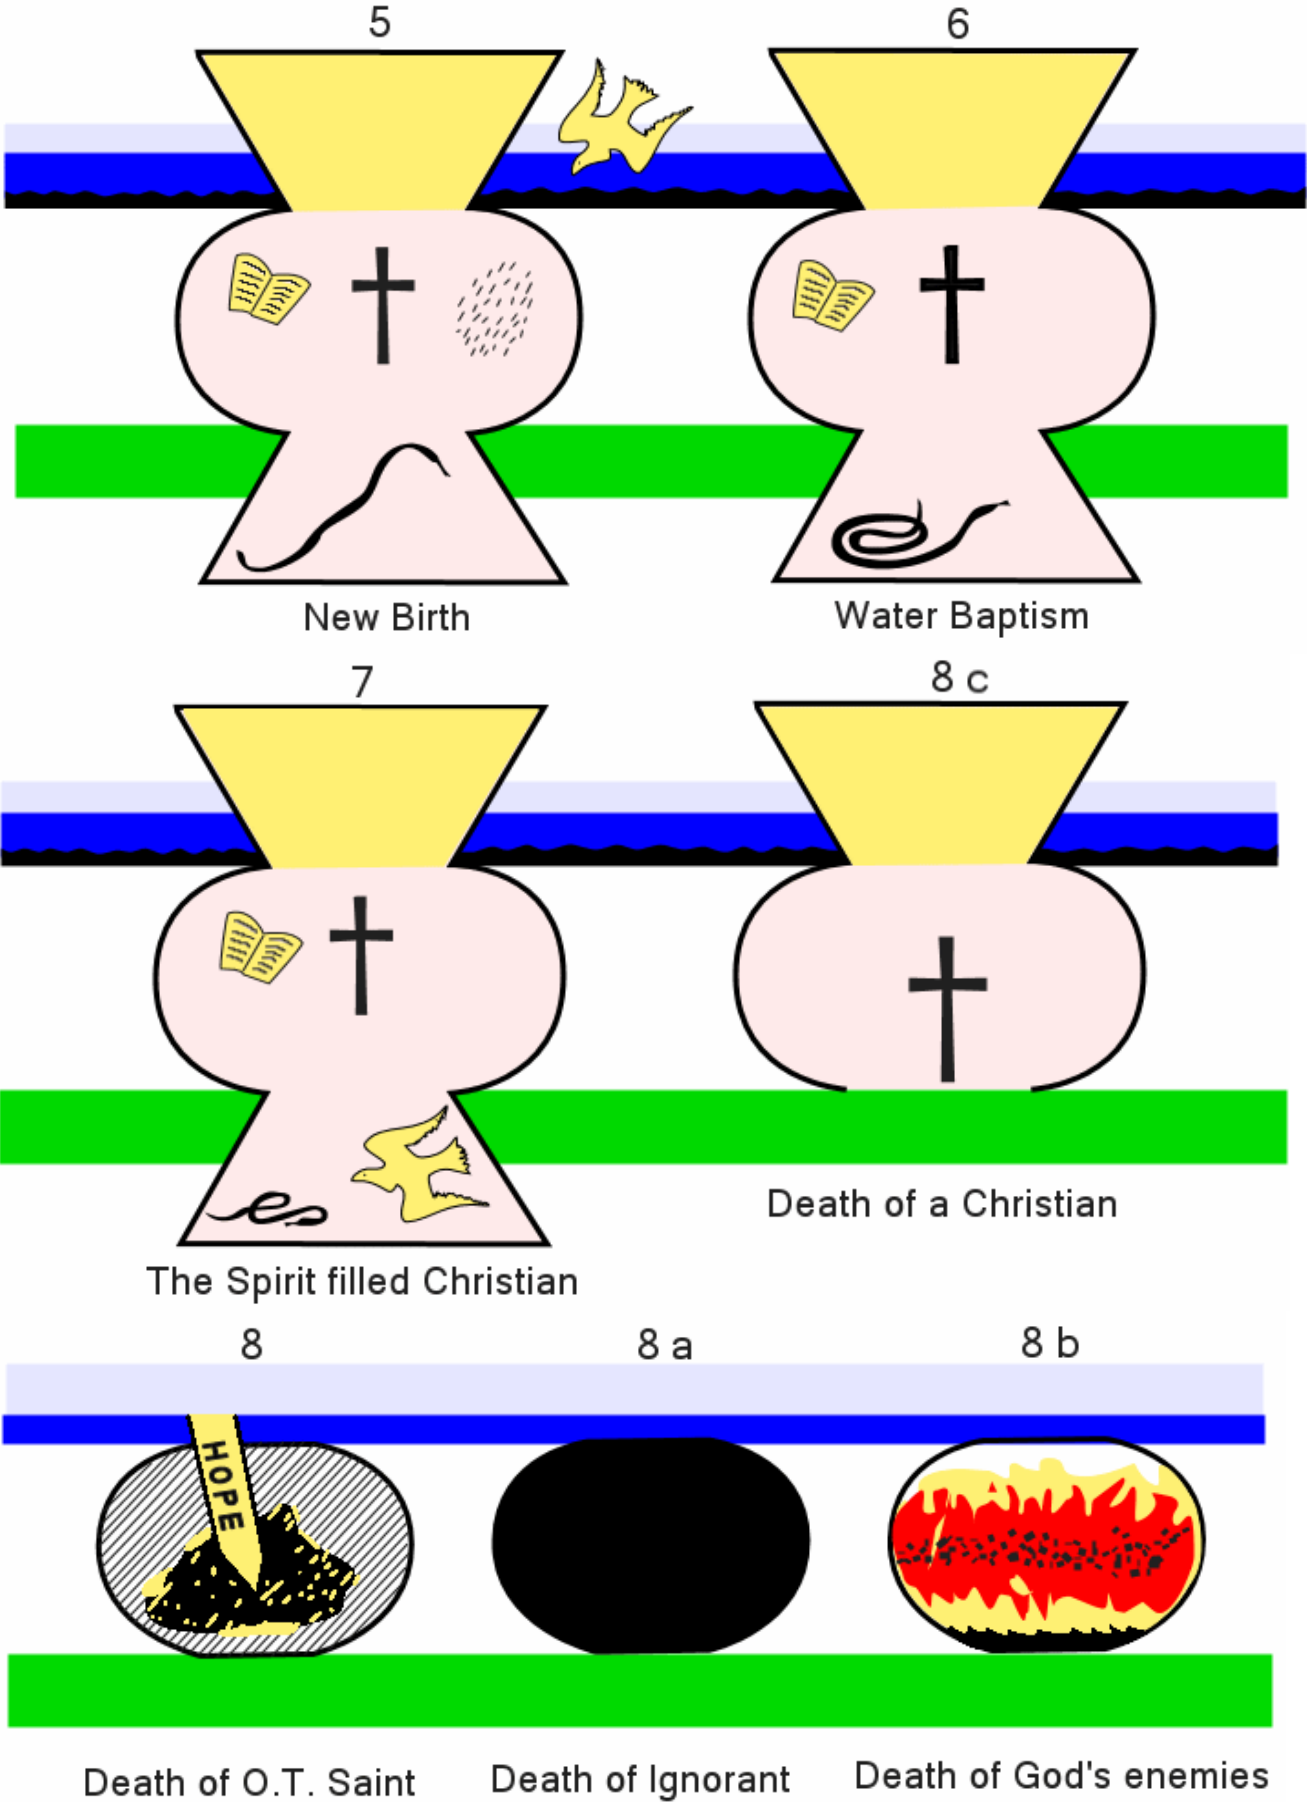 5
6
New Birth
Water Baptism
7
8 c
The Spirit filled Christian
Death of a Christian
8
8 a
8 b
HOPE
Death of O.T. Saint
Death of Ignorant
Death of God's enemies